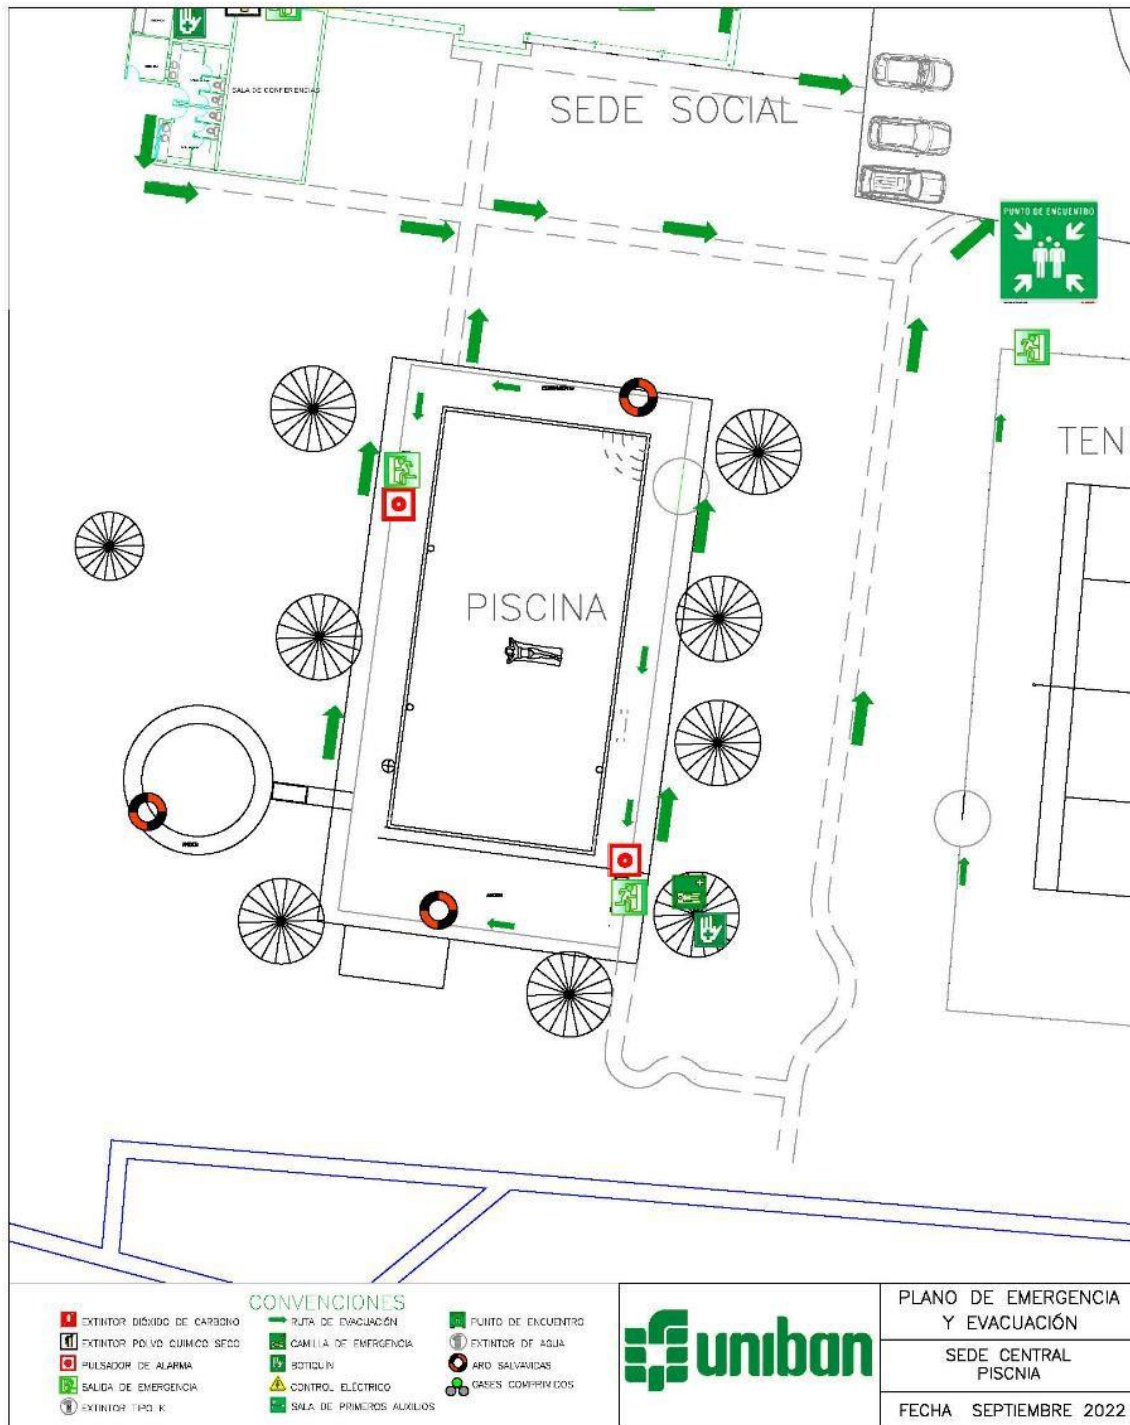 SALA DE CONFERENCIAS
SEDE SOCIAL
PUNTO DE ENCUENTRO
TEN
PISCINA
CONVENCIONES
EXTINTOR DIÓXIDO DE CARBONO
EXTINTOR POLVO QUIMICO SECO
PULSADOR DE ALARMA
SALIDA DE EMERGENCIA
EXTINTOR TIPO K
RUTA DE EVACUACIÓN
CAMILLA DE EMERGENCIA
BOTIQUÍN
CONTROL ELÉCTRICO
SALA DE PRIMEROS AUXILIOS
PUNTO DE ENCUENTRO
EXTINTOR DE AGUA
ARO SALVAVIDAS
GASES COMPRIMIDOS
uniban
PLANO DE EMERGENCIA
Y EVACUACIÓN
SEDE CENTRAL
PISCNIA
FECHA SEPTIEMBRE 2022